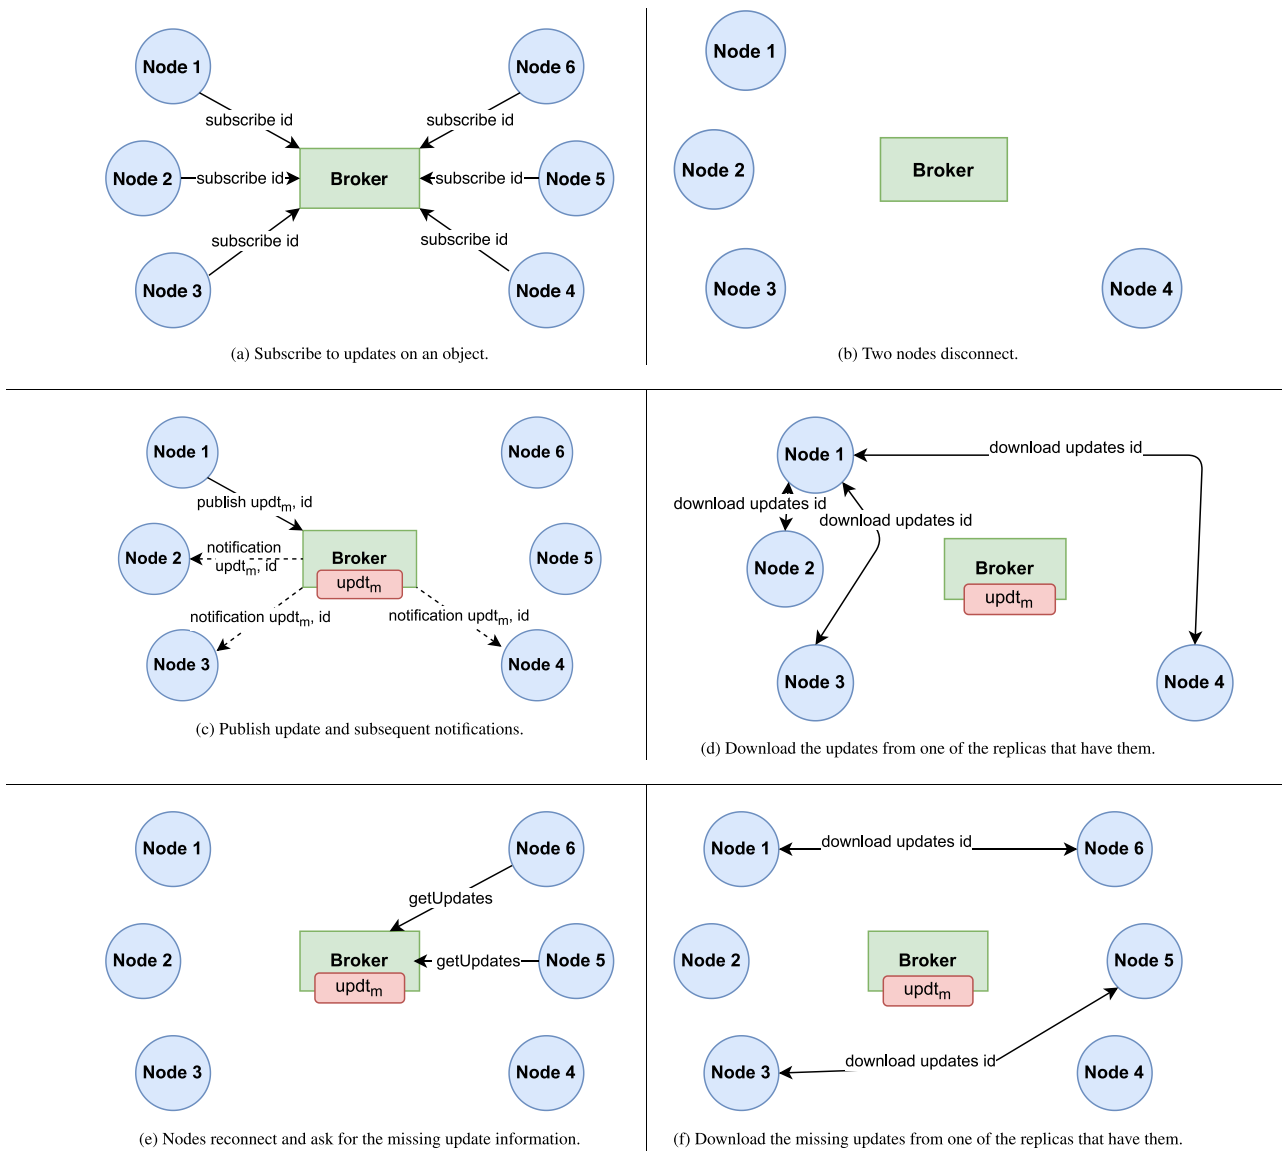 Node 1
Node 6
subscribe id
subscribe id
Node 2
subscribe id
Broker
subscribe id
Node 5
subscribe id
subscribe id
Node 3
Node 4
(a) Subscribe to updates on an object.
Node 1
Node 2
Broker
Node 3
Node 4
(b) Two nodes disconnect.
Node 1
Node 6
publish updt_m, id
Node 2
notification
updt_m, id
Broker
updt_m
Node 5
notification updt_m, id
notification updt_m, id
Node 3
Node 4
(c) Publish update and subsequent notifications.
Node 1
download updates id
download updates id
download updates id
Node 2
Broker
updt_m
Node 3
Node 4
(d) Download the updates from one of the replicas that have them.
Node 1
Node 6
getUpdates
Node 2
Broker
getUpdates
Node 5
updt_m
Node 3
Node 4
(e) Nodes reconnect and ask for the missing update information.
Node 1
download updates id
Node 6
Node 2
Broker
Node 5
updt_m
Node 3
download updates id
Node 4
(f) Download the missing updates from one of the replicas that have them.